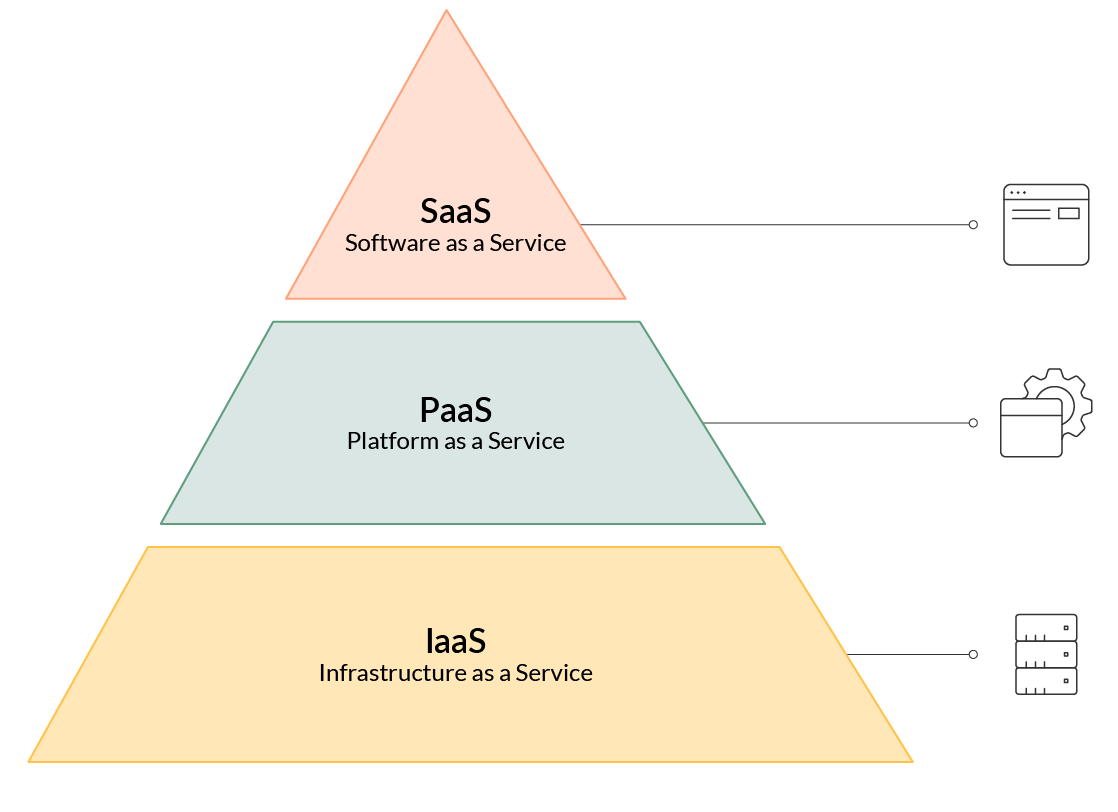 SaaS
Software as a Service
PaaS
Platform as a Service
IaaS
Infrastructure as a Service